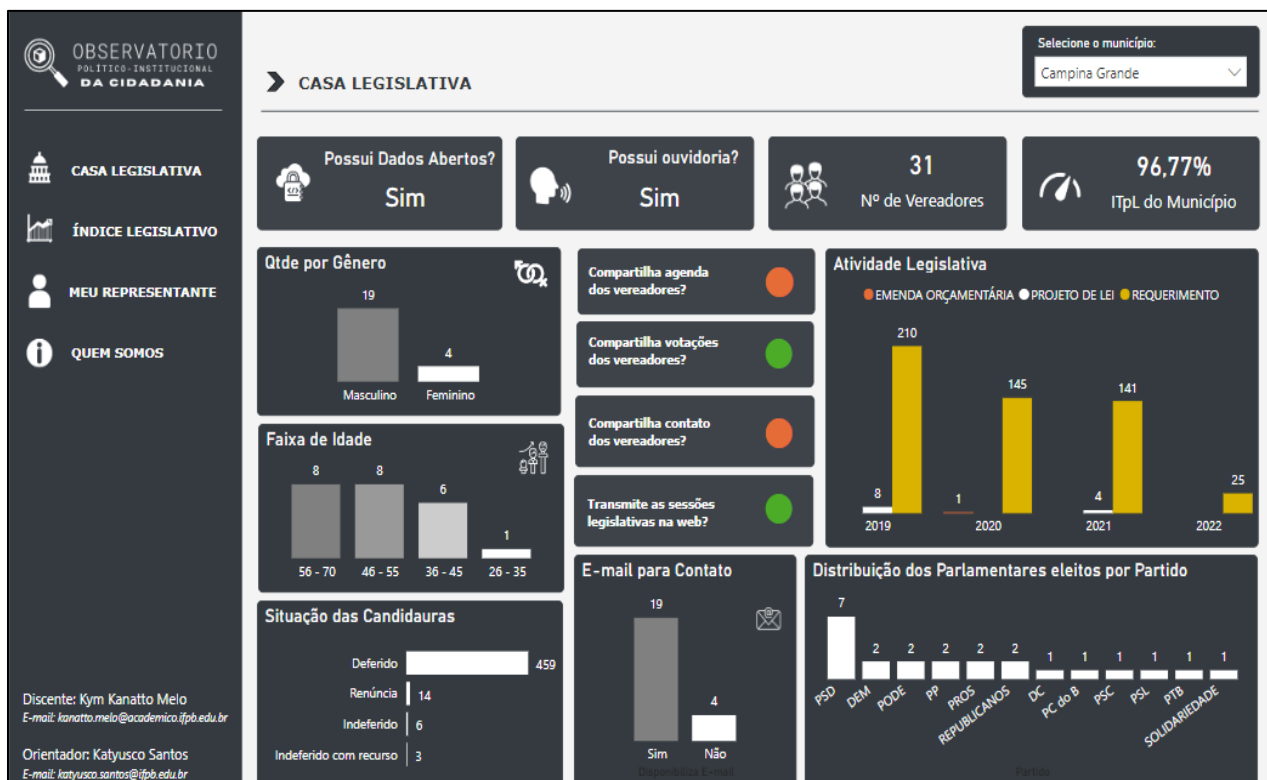 OBSERVATORIO
POLÍTICO-INSTITUCIONAL
DA CIDADANIA
CASA LEGISLATIVA
ÍNDICE LEGISLATIVO
MEU REPRESENTANTE
QUEM SOMOS
Discente: Kym Kanatto Melo
E-mail: kanatto.melo@academico.ifpb.edu.br
Orientador: Katyusco Santos
E-mail: katyusco.santos@ifpb.edu.br
CASA LEGISLATIVA
Selecione o município:
Campina Grande
Possui Dados Abertos?
Sim
Possui ouvidoria?
Sim
31
Nº de Vereadores
96,77%
ITpL do Município
Qtde por Gênero
19
4
Masculino Feminino
Faixa de Idade
8 8 6 1
56 - 70 46 - 55 36 - 45 26 - 35
Situação das Candidauras
Deferido 459
Renúncia 14
Indeferido 6
Indeferido com recurso 3
Compartilha agenda
dos vereadores?
Compartilha votações
dos vereadores?
Compartilha contato
dos vereadores?
Transmite as sessões
legislativas na web?
E-mail para Contato
19
4
Sim Não
Disponibiliza E-mail
Atividade Legislativa
EMENDA ORÇAMENTÁRIA PROJETO DE LEI REQUERIMENTO
8 210 1 145 4 141 25
2019 2020 2021 2022
Distribuição dos Parlamentares eleitos por Partido
7 2 2 2 2 2 1 1 1 1 1 1
PSD DEM PODE PP PROS REPUBLICANOS DC PC do B PSC PSL PTB SOLIDARIEDADE
Partido